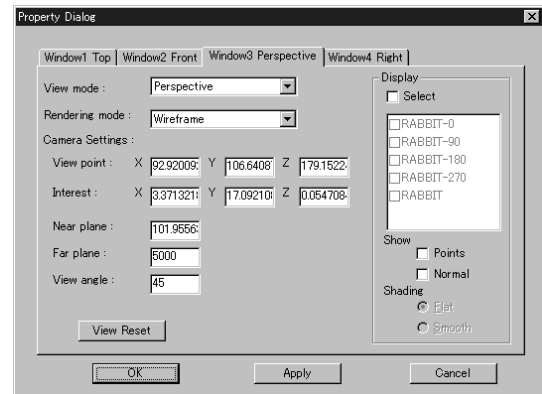 Property Dialog
Window1 Top Window2 Front Window3 Perspective Window4 Right
View mode : Perspective
Rendering mode : Wireframe
Camera Settings :
View point : X 92.92009 Y 106.6408 Z 179.1522
Interest : X 3.371321 Y 17.09210 Z 0.054708
Near plane : 101.9556
Far plane : 5000
View angle : 45
View Reset
Display
Select
RABBIT-0
RABBIT-90
RABBIT-180
RABBIT-270
RABBIT
Show
Points
Normal
Shading
Flat
Smooth
OK Apply Cancel